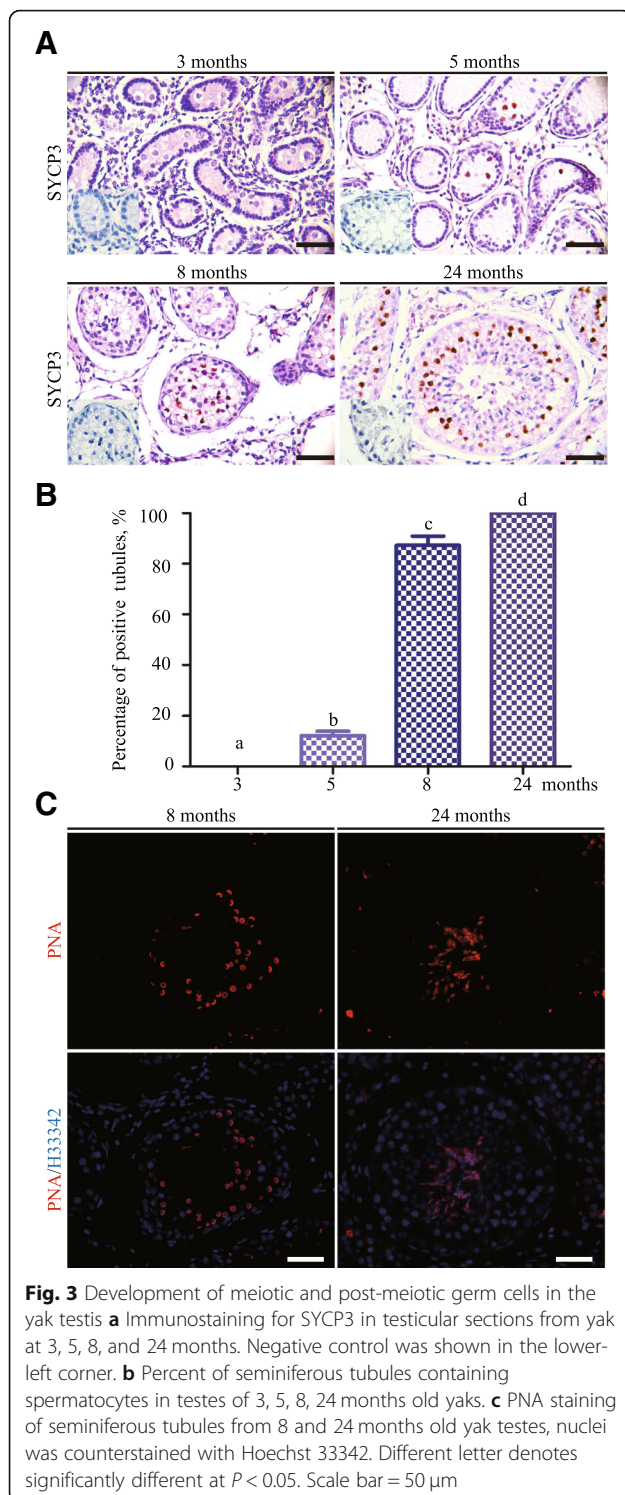 A
3 months
5 months
SYCP3
8 months
24 months
SYCP3
B
Percentage of positive tubules, %
100
80
60
40
20
0
a
b
c
d
3
5
8
24 months
C
8 months
24 months
PNA
PNA/H33342
Fig. 3 Development of meiotic and post-meiotic germ cells in the
yak testis a Immunostaining for SYCP3 in testicular sections from yak
at 3, 5, 8, and 24 months. Negative control was shown in the lower-
left corner. b Percent of seminiferous tubules containing
spermatocytes in testes of 3, 5, 8, 24 months old yaks. c PNA staining
of seminiferous tubules from 8 and 24 months old yak testes, nuclei
was counterstained with Hoechst 33342. Different letter denotes
significantly different at P < 0.05. Scale bar = 50 μm